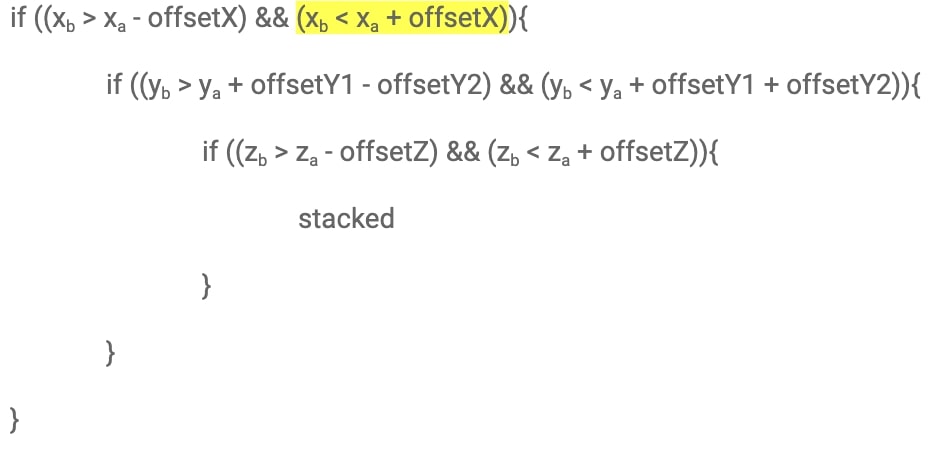 if ((x_b > x_a - offsetX) && (x_b < x_a + offsetX)){
if ((y_b > y_a + offsetY1 - offsetY2) && (y_b < y_a + offsetY1 + offsetY2)){
if ((z_b > z_a - offsetZ) && (z_b < z_a + offsetZ)){
stacked
}
}
}